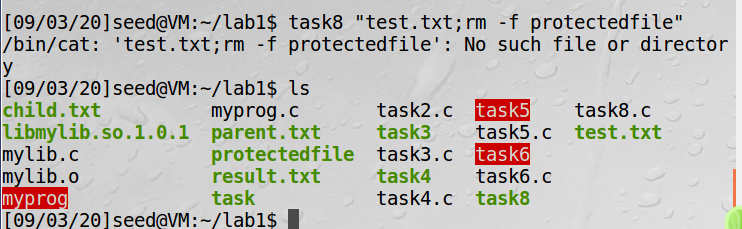 [09/03/20]seed@VM:~/lab1$ task8 "test.txt;rm -f protectedfile"
/bin/cat: 'test.txt;rm -f protectedfile': No such file or director
y
[09/03/20]seed@VM:~/lab1$ ls
child.txt myprog.c task2.c task5 task8.c
libmylib.so.1.0.1 parent.txt task3 task5.c test.txt
mylib.c protectedfile task3.c task6
mylib.o result.txt task4 task6.c
myprog task task4.c task8
[09/03/20]seed@VM:~/lab1$